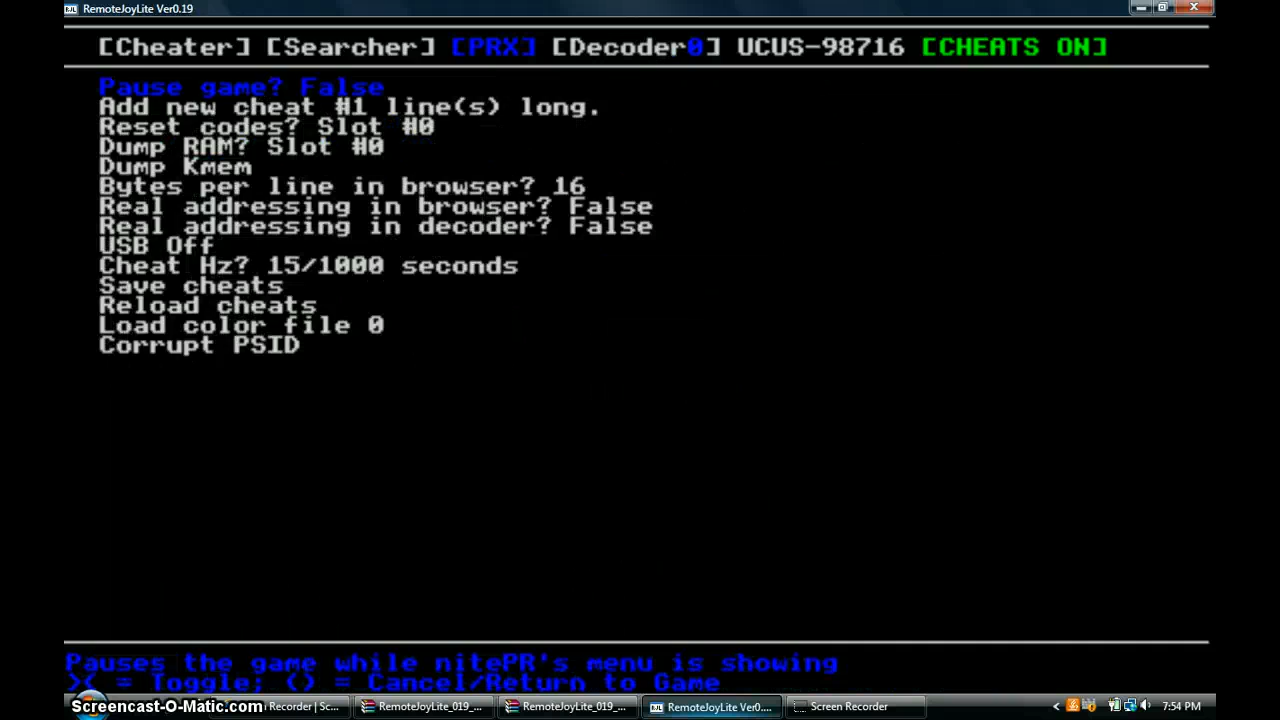 RJL RemoteJoyLite Ver0.19
[Cheater] [Searcher] [PRX] [Decoder0] UCUS-98716 [CHEATS ON]
Pause game? False
Add new cheat #1 line(s) long.
Reset codes? Slot #0
Dump RAM? Slot #0
Dump Kmem
Bytes per line in browser? 16
Real addressing in browser? False
Real addressing in decoder? False
USB Off
Cheat Hz? 15/1000 seconds
Save cheats
Reload cheats
Load color file 0
Corrupt PSID
Pauses the game while nitePR's menu is showing
>< = Toggle; () = Cancel/Return to Game
Screencast-O-Matic.com Recorder | Sc... RemoteJoyLite_019_... RemoteJoyLite_019_... RJL RemoteJoyLite Ver0.... Screen Recorder < 7:54 PM